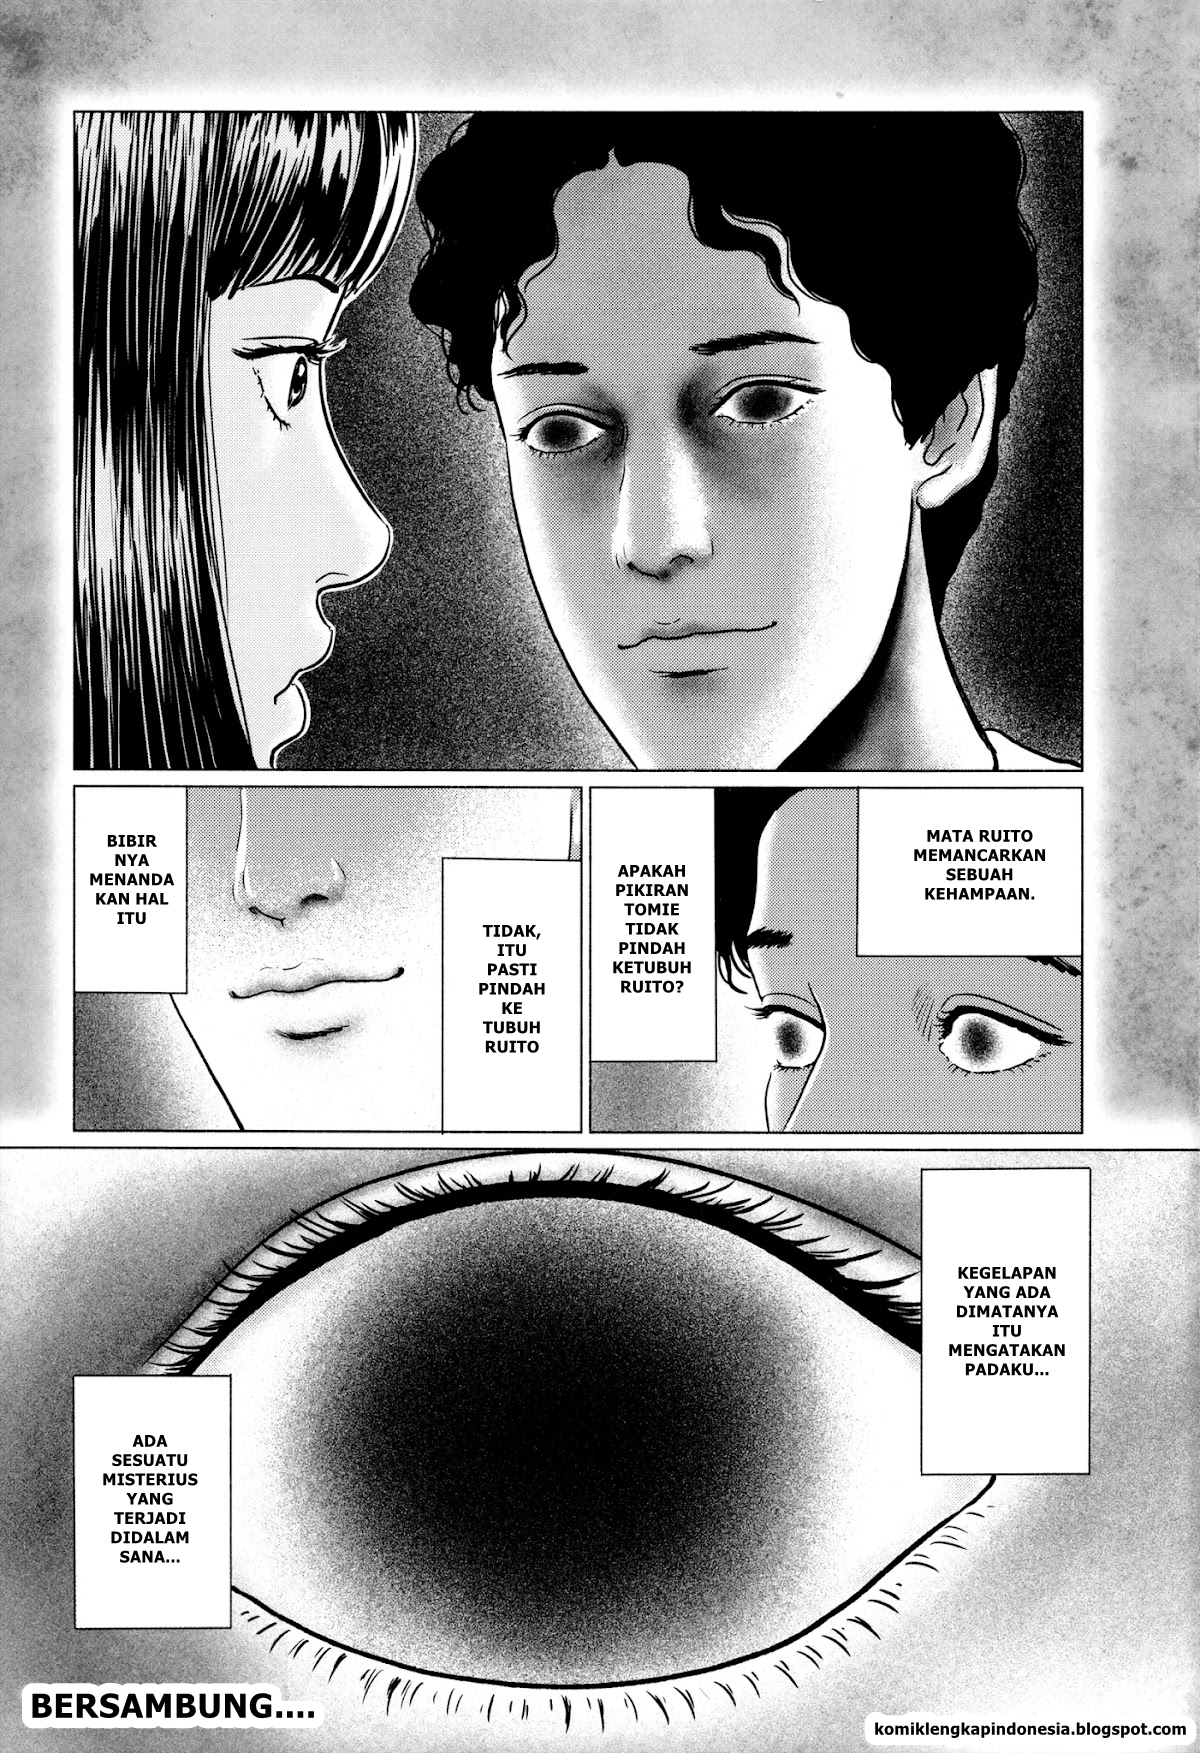 MATA RUITO
MEMANCARKAN
SEBUAH
KEHAMPAAN.
APAKAH
PIKIRAN
TOMIE
TIDAK
PINDAH
KETUBUH
RUITO?
TIDAK,
ITU
PASTI
PINDAH
KE
TUBUH
RUITO
BIBIR
NYA
MENANDA
KAN HAL
ITU
KEGELAPAN
YANG ADA
DIMATANYA
ITU
MENGATAKAN
PADAKU...
ADA
SESUATU
MISTERIUS
YANG
TERJADI
DIDALAM
SANA...
BERSAMBUNG....
komiklengkapindonesia.blogspot.com